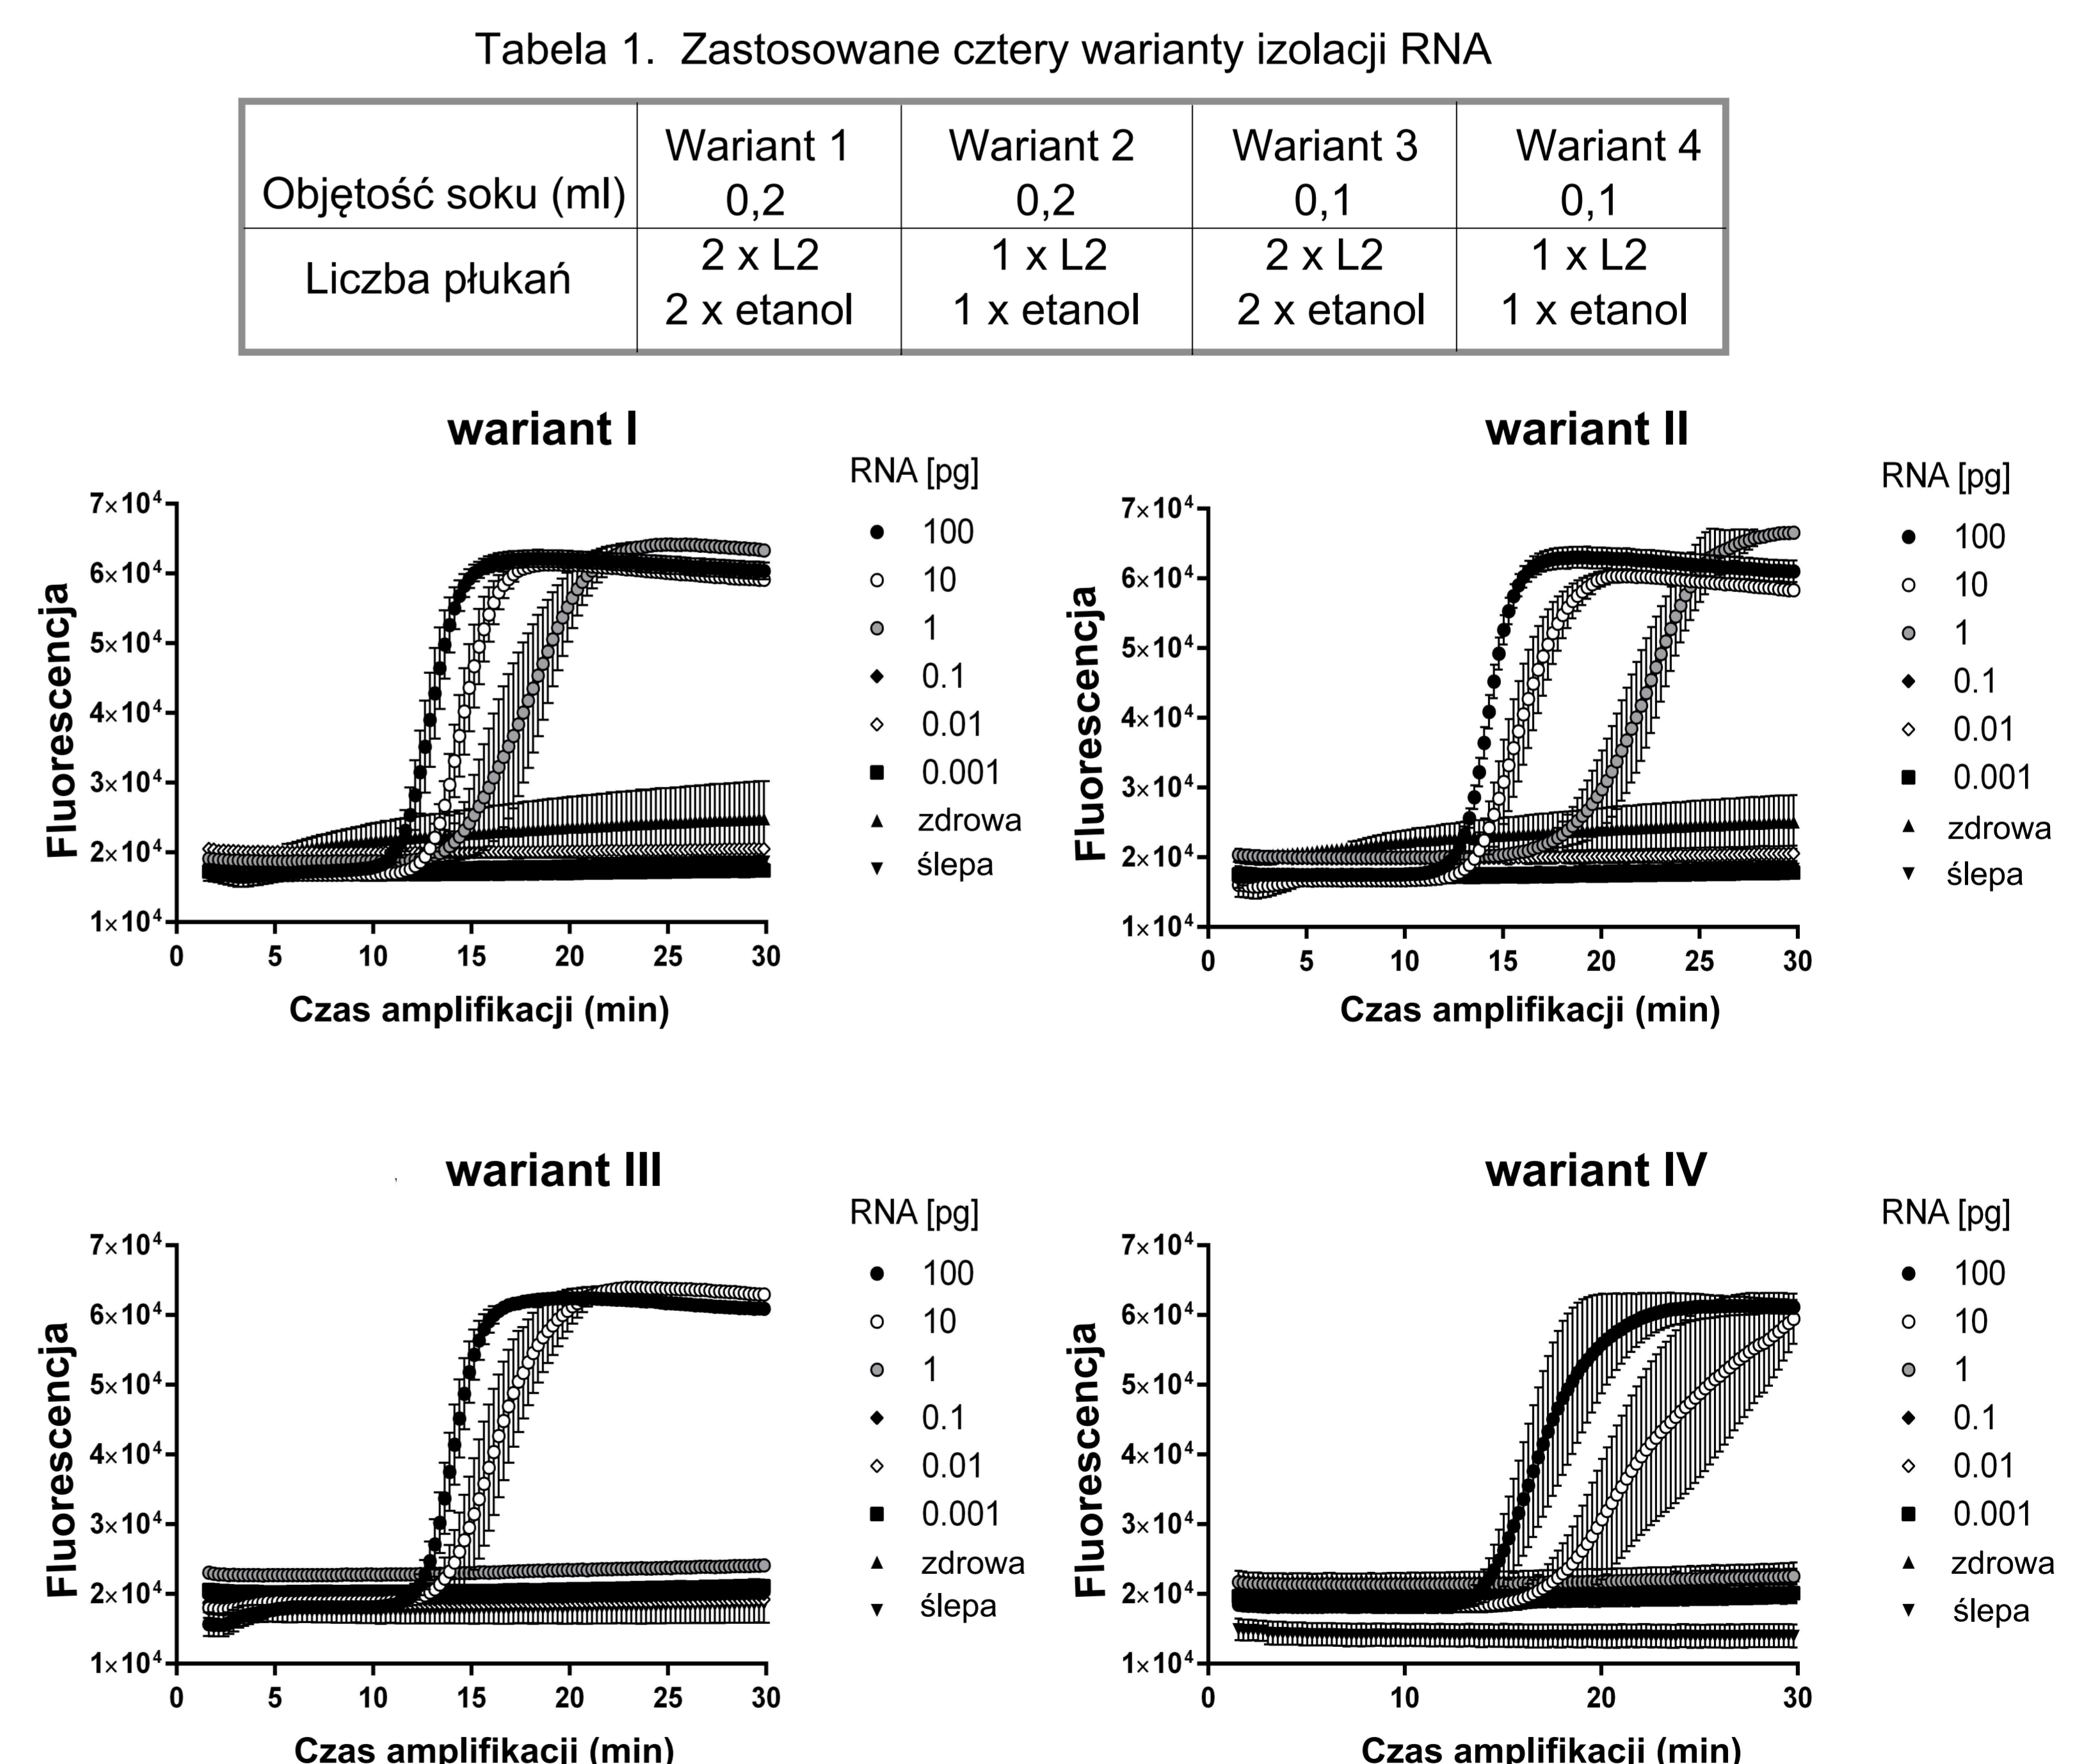 Tabela 1. Zastosowane cztery warianty izolacji RNA
Objętość soku (ml)
Wariant 1
0,2
Wariant 2
0,2
Wariant 3
0,1
Wariant 4
0,1
Liczba płukań
2 x L2
2 x etanol
1 x L2
1 x etanol
2 x L2
2 x etanol
1 x L2
1 x etanol
wariant I
Fluorescencja
7×10⁴
6×10⁴
5×10⁴
4×10⁴
3×10⁴
2×10⁴
1×10⁴
0 5 10 15 20 25 30
Czas amplifikacji (min)
RNA [pg]
100
10
1
0.1
0.01
0.001
zdrowa
ślepa
wariant II
Fluorescencja
7×10⁴
6×10⁴
5×10⁴
4×10⁴
3×10⁴
2×10⁴
1×10⁴
0 5 10 15 20 25 30
Czas amplifikacji (min)
RNA [pg]
100
10
1
0.1
0.01
0.001
zdrowa
ślepa
wariant III
Fluorescencja
7×10⁴
6×10⁴
5×10⁴
4×10⁴
3×10⁴
2×10⁴
1×10⁴
0 5 10 15 20 25 30
Czas amplifikacji (min)
RNA [pg]
100
10
1
0.1
0.01
0.001
zdrowa
ślepa
wariant IV
Fluorescencja
7×10⁴
6×10⁴
5×10⁴
4×10⁴
3×10⁴
2×10⁴
1×10⁴
0 10 20 30
Czas amplifikacji (min)
RNA [pg]
100
10
1
0.1
0.01
0.001
zdrowa
ślepa